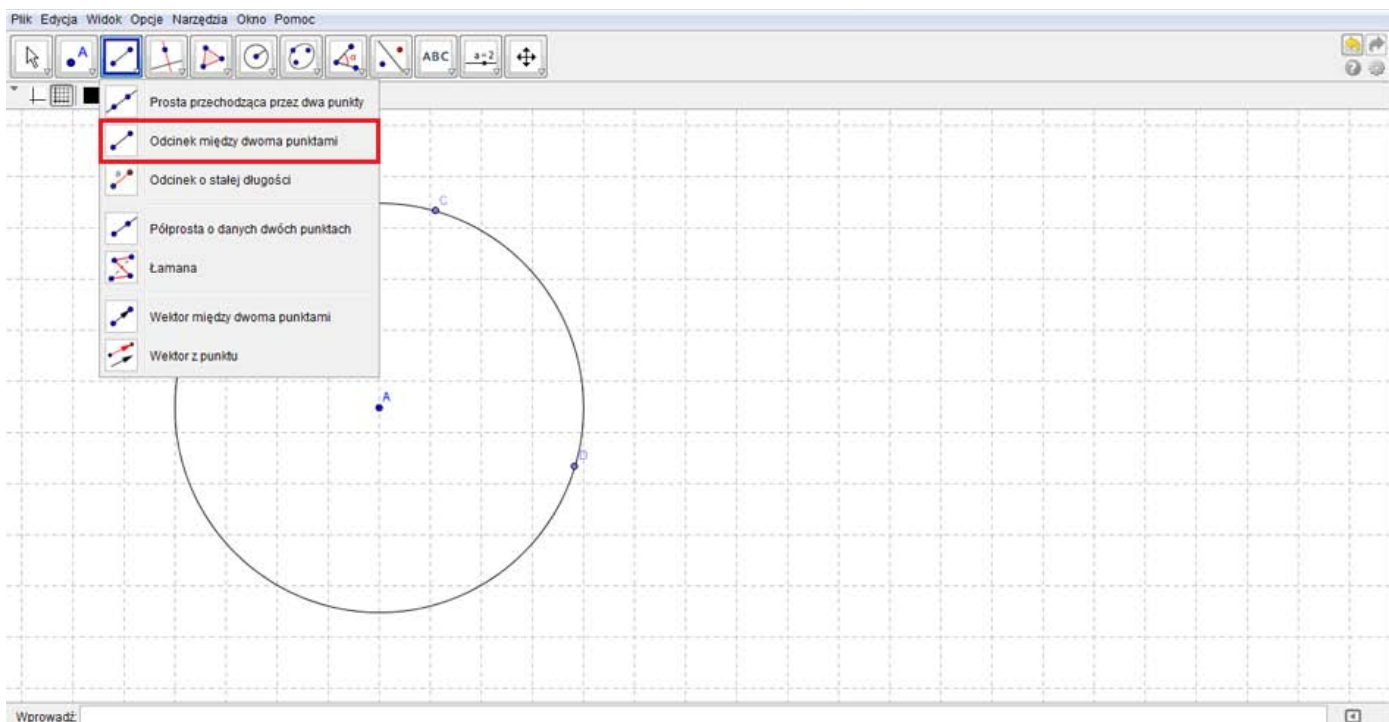 Plik Edycja Widok Opcje Narzędzia Okno Pomoc
A
α
ABC
a=2
Prosta przechodząca przez dwa punkty
Odcinek między dwoma punktami
Odcinek o stałej długości
Półprosta o danych dwóch punktach
Łamana
Wektor między dwoma punktami
Wektor z punktu
C
A
D
Wprowadź: